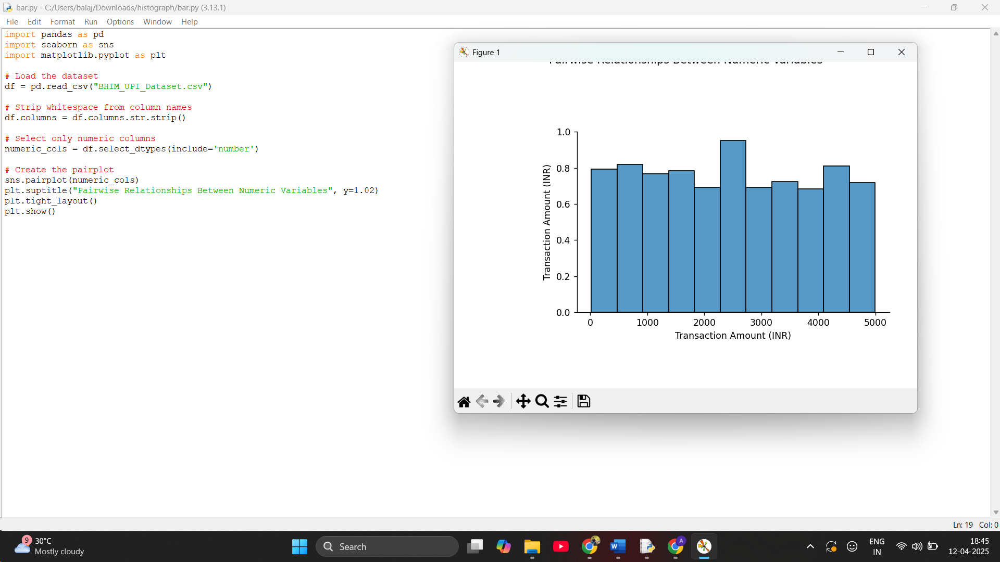 bar.py - C:/Users/balaj/Downloads/histograph/bar.py (3.13.1)
File Edit Format Run Options Window Help
import pandas as pd
import seaborn as sns
import matplotlib.pyplot as plt
# Load the dataset
df = pd.read_csv("BHIM_UPI_Dataset.csv")
# Strip whitespace from column names
df.columns = df.columns.str.strip()
# Select only numeric columns
numeric_cols = df.select_dtypes(include='number')
# Create the pairplot
sns.pairplot(numeric_cols)
plt.suptitle("Pairwise Relationships Between Numeric Variables", y=1.02)
plt.tight_layout()
plt.show()
Figure 1
Pairwise Relationships Between Numeric Variables
1.0
0.8
0.6
0.4
0.2
0.0
Transaction Amount (INR)
0 1000 2000 3000 4000 5000
Transaction Amount (INR)
Ln: 19 Col: 0
9
30°C
Mostly cloudy
Search
W
A
ENG
IN
18:45
12-04-2025